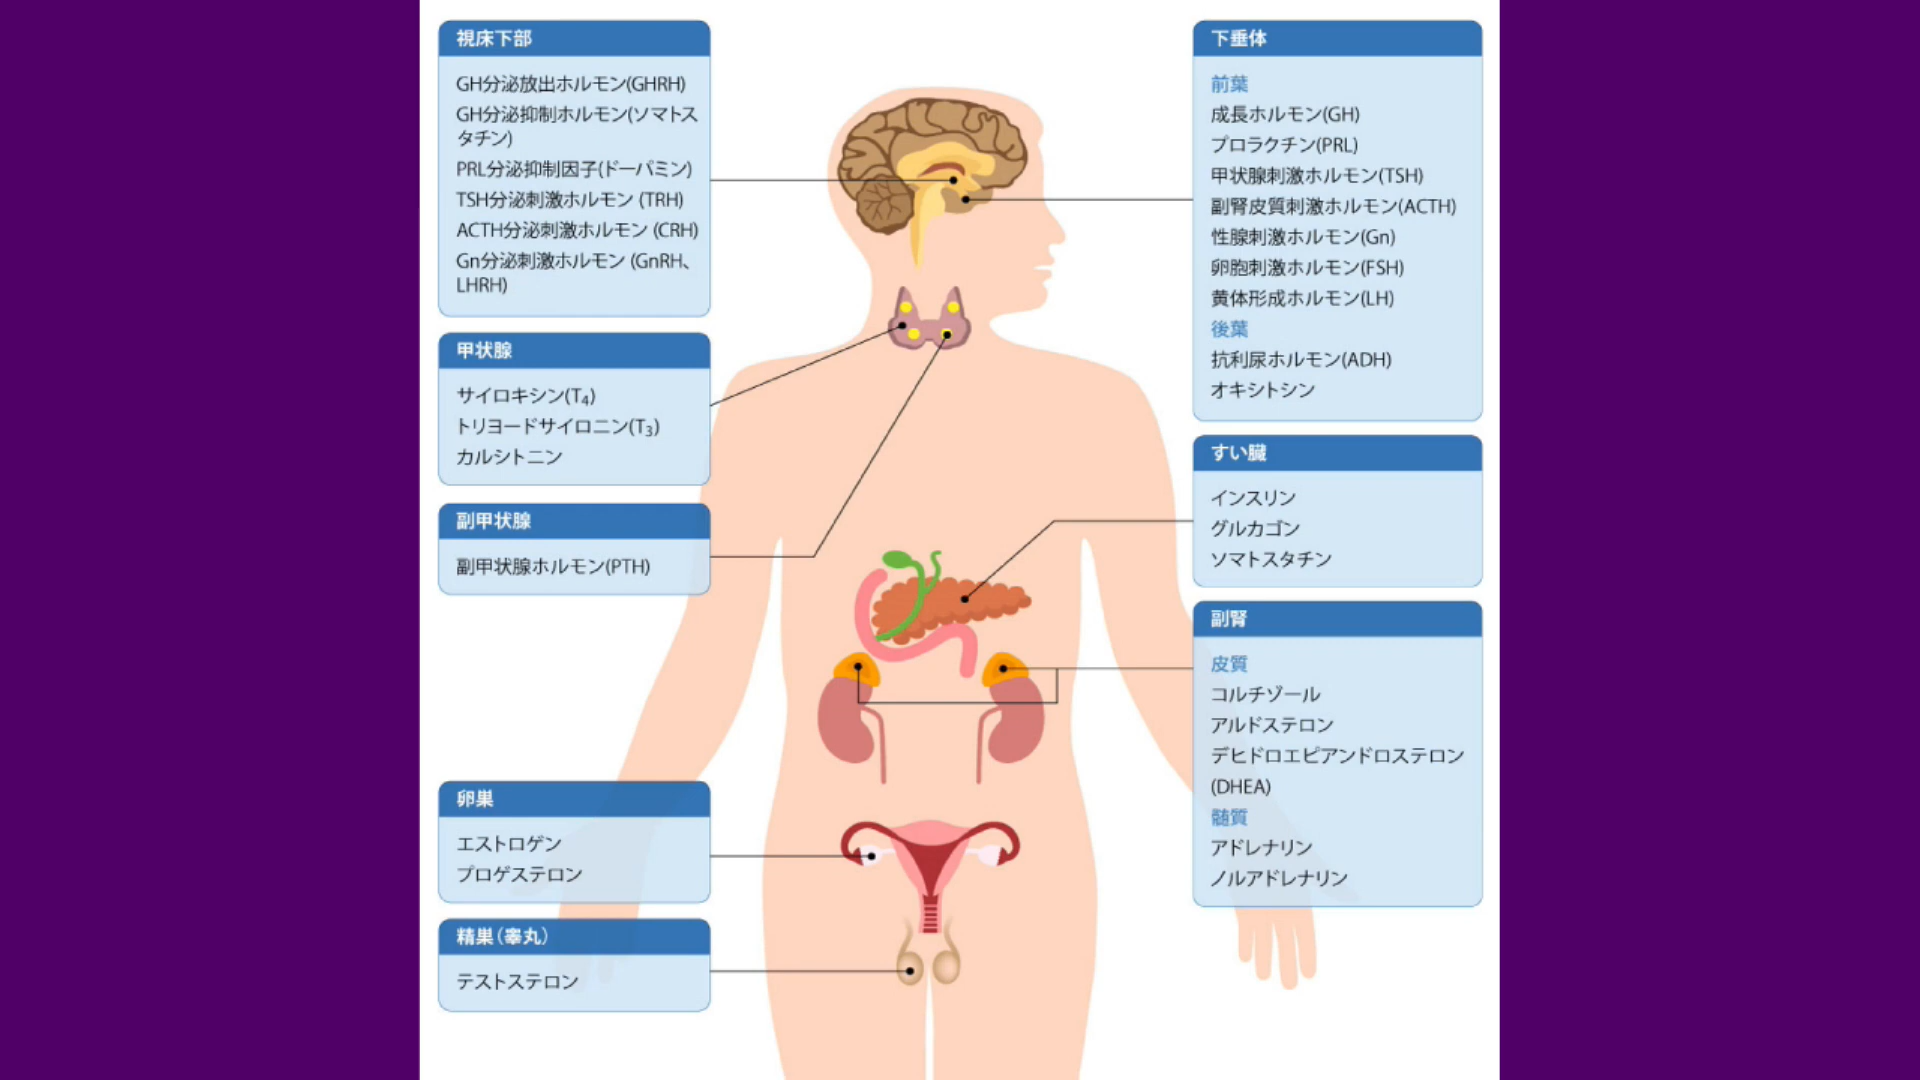 視床下部
GH分泌放出ホルモン(GHRH)
GH分泌抑制ホルモン(ソマトス
タチン)
PRL分泌抑制因子(ドーパミン)
TSH分泌刺激ホルモン (TRH)
ACTH分泌刺激ホルモン (CRH)
Gn分泌刺激ホルモン (GnRH、
LHRH)
甲状腺
サイロキシン(T₄)
トリヨードサイロニン(T₃)
カルシトニン
副甲状腺
副甲状腺ホルモン(PTH)
卵巣
エストロゲン
プロゲステロン
精巣(睾丸)
テストステロン
下垂体
前葉
成長ホルモン(GH)
プロラクチン(PRL)
甲状腺刺激ホルモン(TSH)
副腎皮質刺激ホルモン(ACTH)
性腺刺激ホルモン(Gn)
卵胞刺激ホルモン(FSH)
黄体形成ホルモン(LH)
後葉
抗利尿ホルモン(ADH)
オキシトシン
すい臓
インスリン
グルカゴン
ソマトスタチン
副腎
皮質
コルチゾール
アルドステロン
デヒドロエピアンドロステロン
(DHEA)
髄質
アドレナリン
ノルアドレナリン